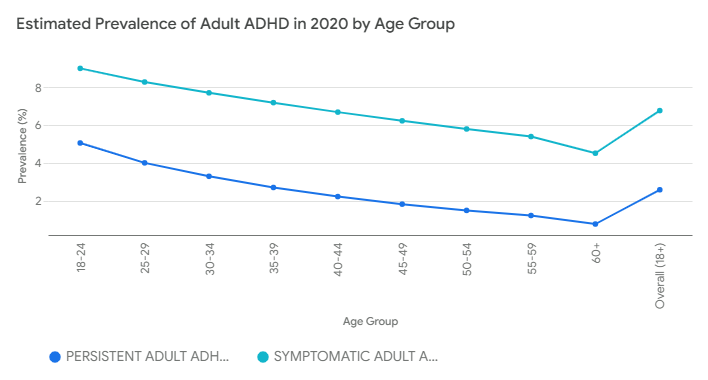 Estimated Prevalence of Adult ADHD in 2020 by Age Group
Prevalence (%)
8
6
4
2
18-24
25-29
30-34
35-39
40-44
45-49
50-54
55-59
60+
Overall (18+)
Age Group
PERSISTENT ADULT ADH... SYMPTOMATIC ADULT A...